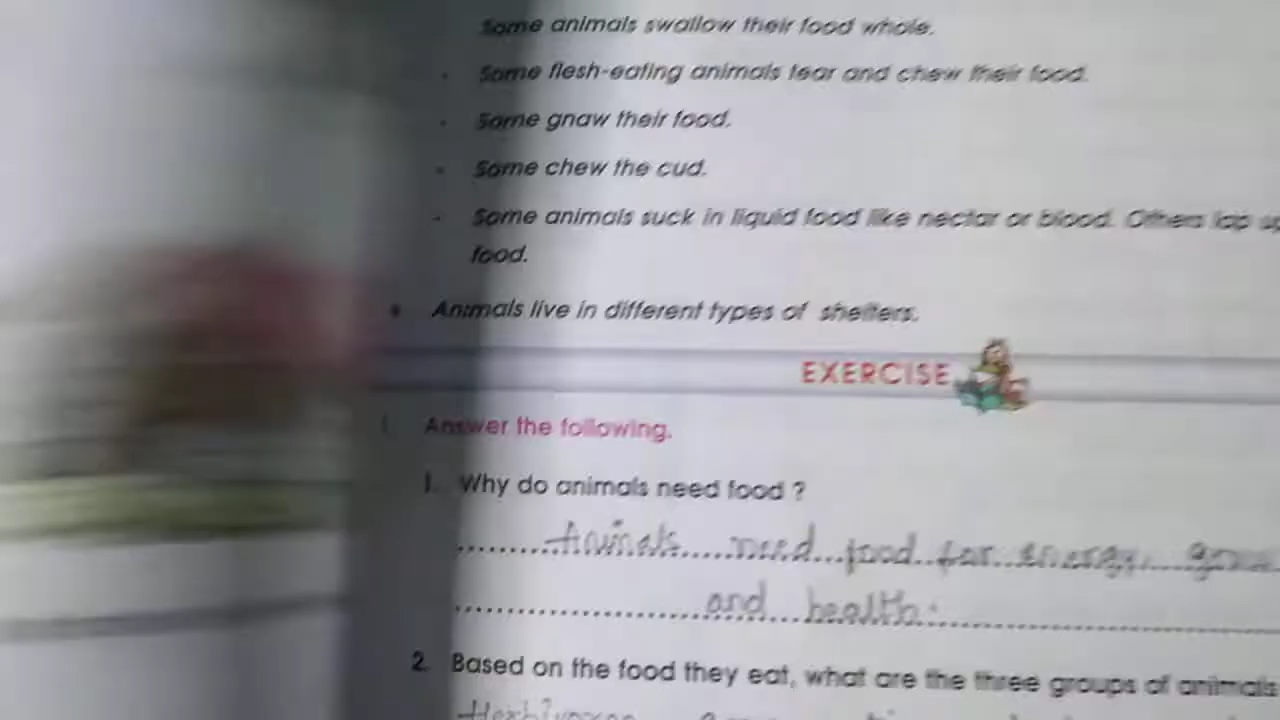 Some animals swallow their food whole.
Some flesh-eating animals tear and chew their food.
Some gnaw their food.
Some chew the cud.
Some animals suck in liquid food like nectar or blood. Others lap
food.
Animals live in different types of shelters.
EXERCISE
I. Answer the following.
1. Why do animals need food ?
Animals need food for energy,
and health.
2. Based on the food they eat, what are the three groups of animals